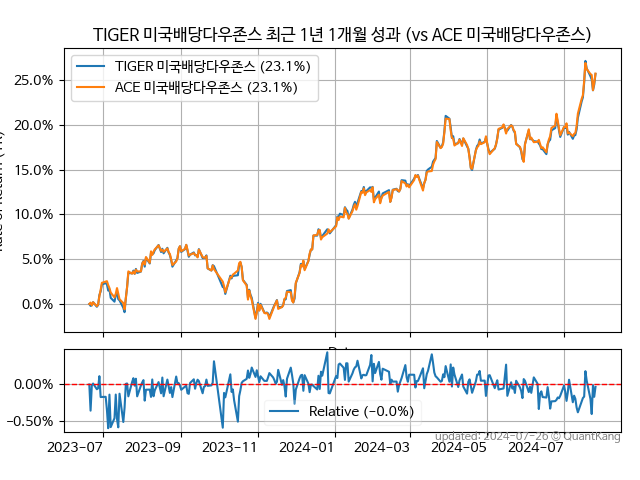 TIGER 미국배당다우존스 최근 1년 1개월 성과 (vs ACE 미국배당다우존스)
TIGER 미국배당다우존스 (23.1%)
ACE 미국배당다우존스 (23.1%)
25.0%
20.0%
15.0%
10.0%
5.0%
0.0%
0.00%
−0.50%
Relative (−0.0%)
updated: 2024-07-26 © QuantKang
2023-07 2023-09 2023-11 2024-01 2024-03 2024-05 2024-07